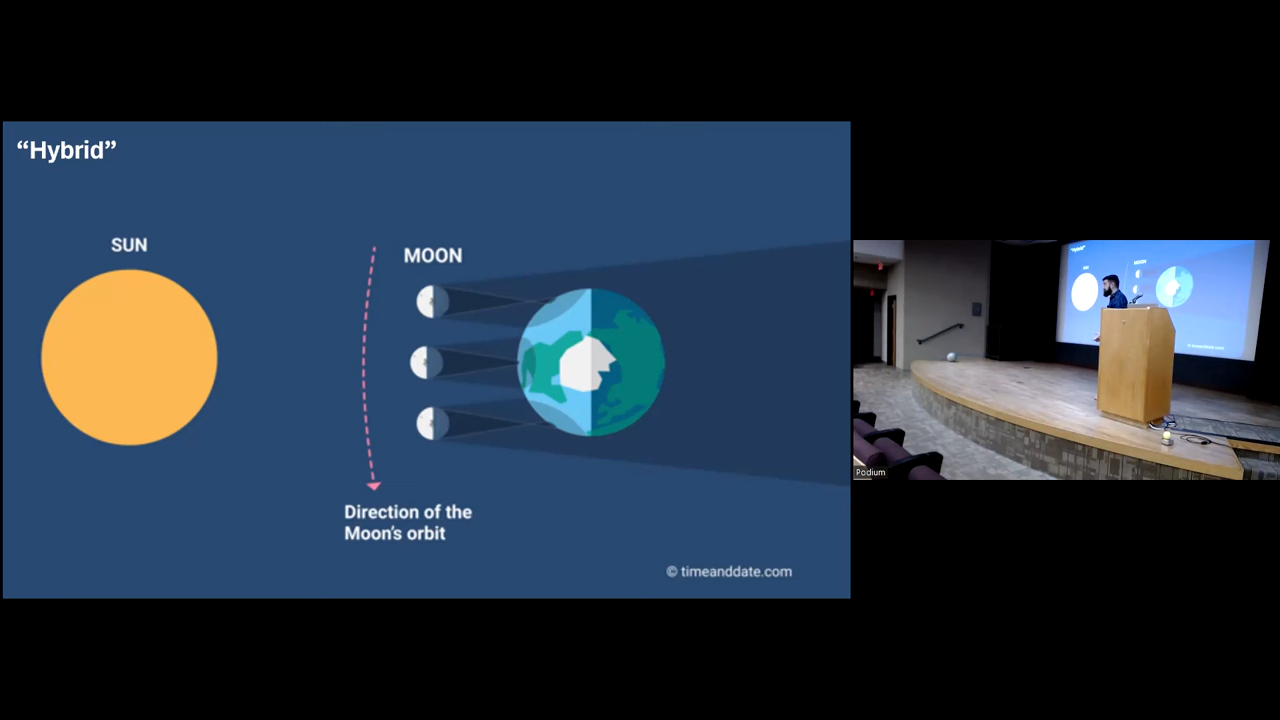 “Hybrid”
SUN
MOON
Direction of the
Moon’s orbit
© timeanddate.com
Podium